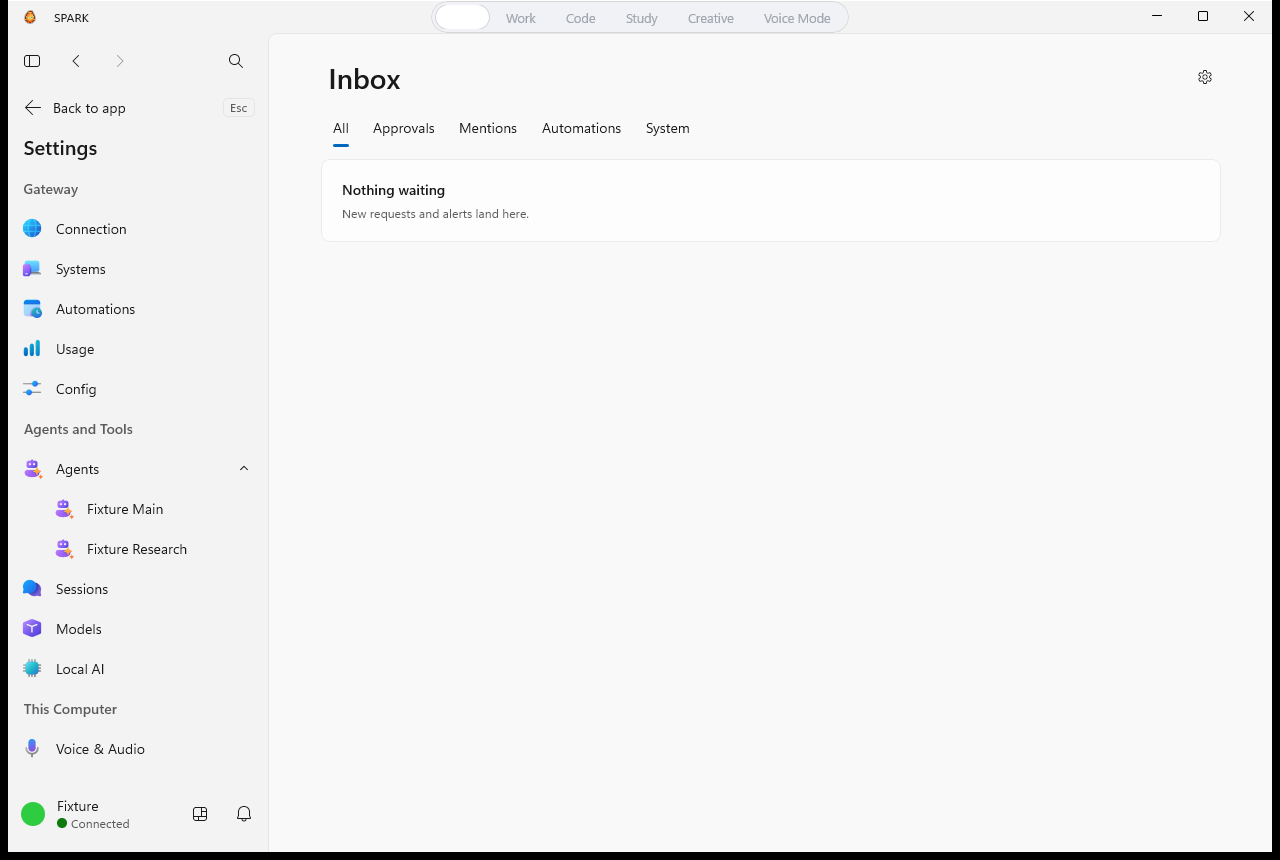 SPARK
Work
Code
Study
Creative
Voice Mode
Back to app
Esc
Settings
Gateway
Connection
Systems
Automations
Usage
Config
Agents and Tools
Agents
Fixture Main
Fixture Research
Sessions
Models
Local AI
This Computer
Voice & Audio
Fixture
Connected
Inbox
All
Approvals
Mentions
Automations
System
Nothing waiting
New requests and alerts land here.